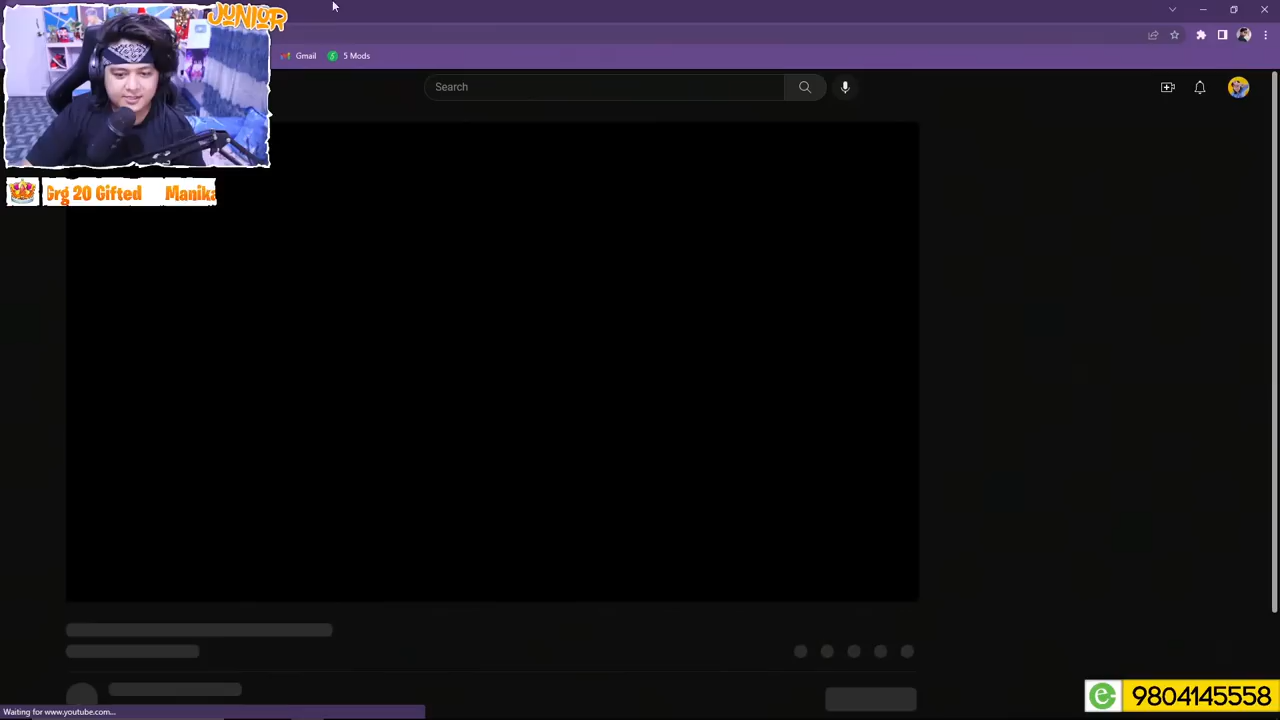 JUNIOR
Gmail
5 Mods
Search
Grg 20 Gifted Manika
9804145558
Waiting for www.youtube.com...